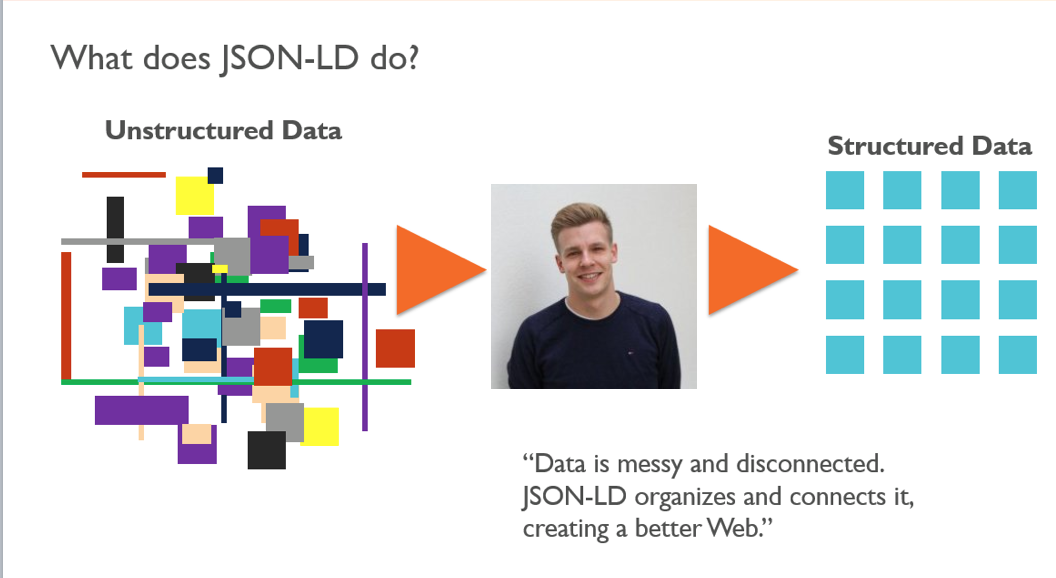 What does JSON-LD do?
Unstructured Data
Structured Data
“Data is messy and disconnected.
JSON-LD organizes and connects it,
creating a better Web.”